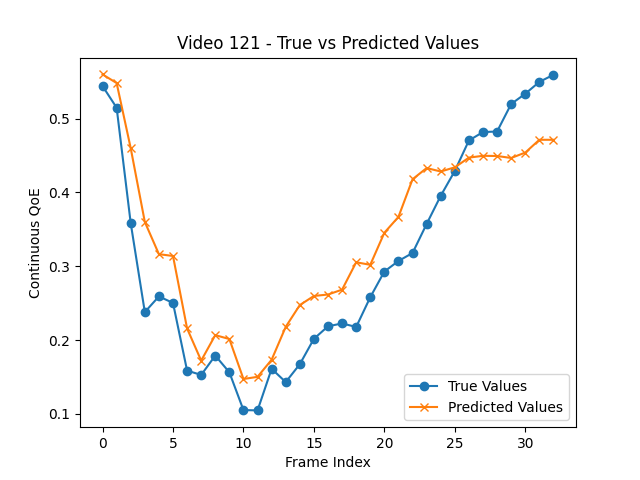 Video 121 - True vs Predicted Values
Continuous QoE
0.5
0.4
0.3
0.2
0.1
True Values
Predicted Values
0 5 10 15 20 25 30
Frame Index